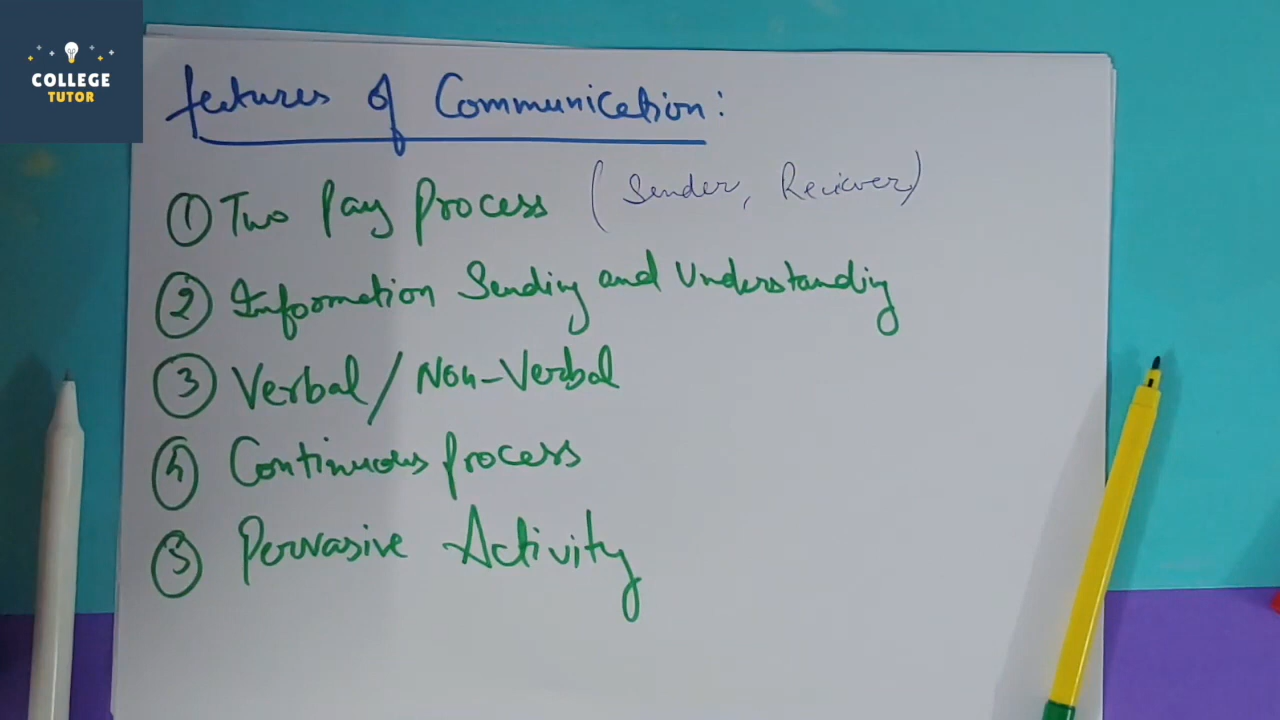 COLLEGE
TUTOR
features of Communication:
① Two Pay Process (Sender, Reciever)
② Information Sending and Understanding
③ Verbal / Non-Verbal
④ Continuous process
⑤ Pervasive Activity